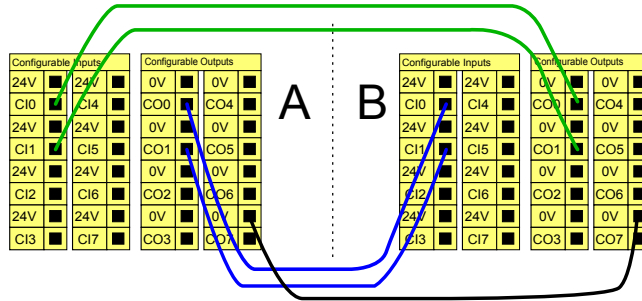 Configurable Inputs Configurable Outputs Configurable Inputs Configurable Outputs
24V 24V 0V 0V A B 24V 24V 0V 0V
CI0 CI4 CO0 CO4 CI0 CI4 CO0 CO4
24V 24V 0V 0V 24V 24V 0V 0V
CI1 CI5 CO1 CO5 CI1 CI5 CO1 CO5
24V 24V 0V 0V 24V 24V 0V 0V
CI2 CI6 CO2 CO6 CI2 CI6 CO2 CO6
24V 24V 0V 0V 24V 24V 0V 0V
CI3 CI7 CO3 CO7 CI3 CI7 CO3 CO7